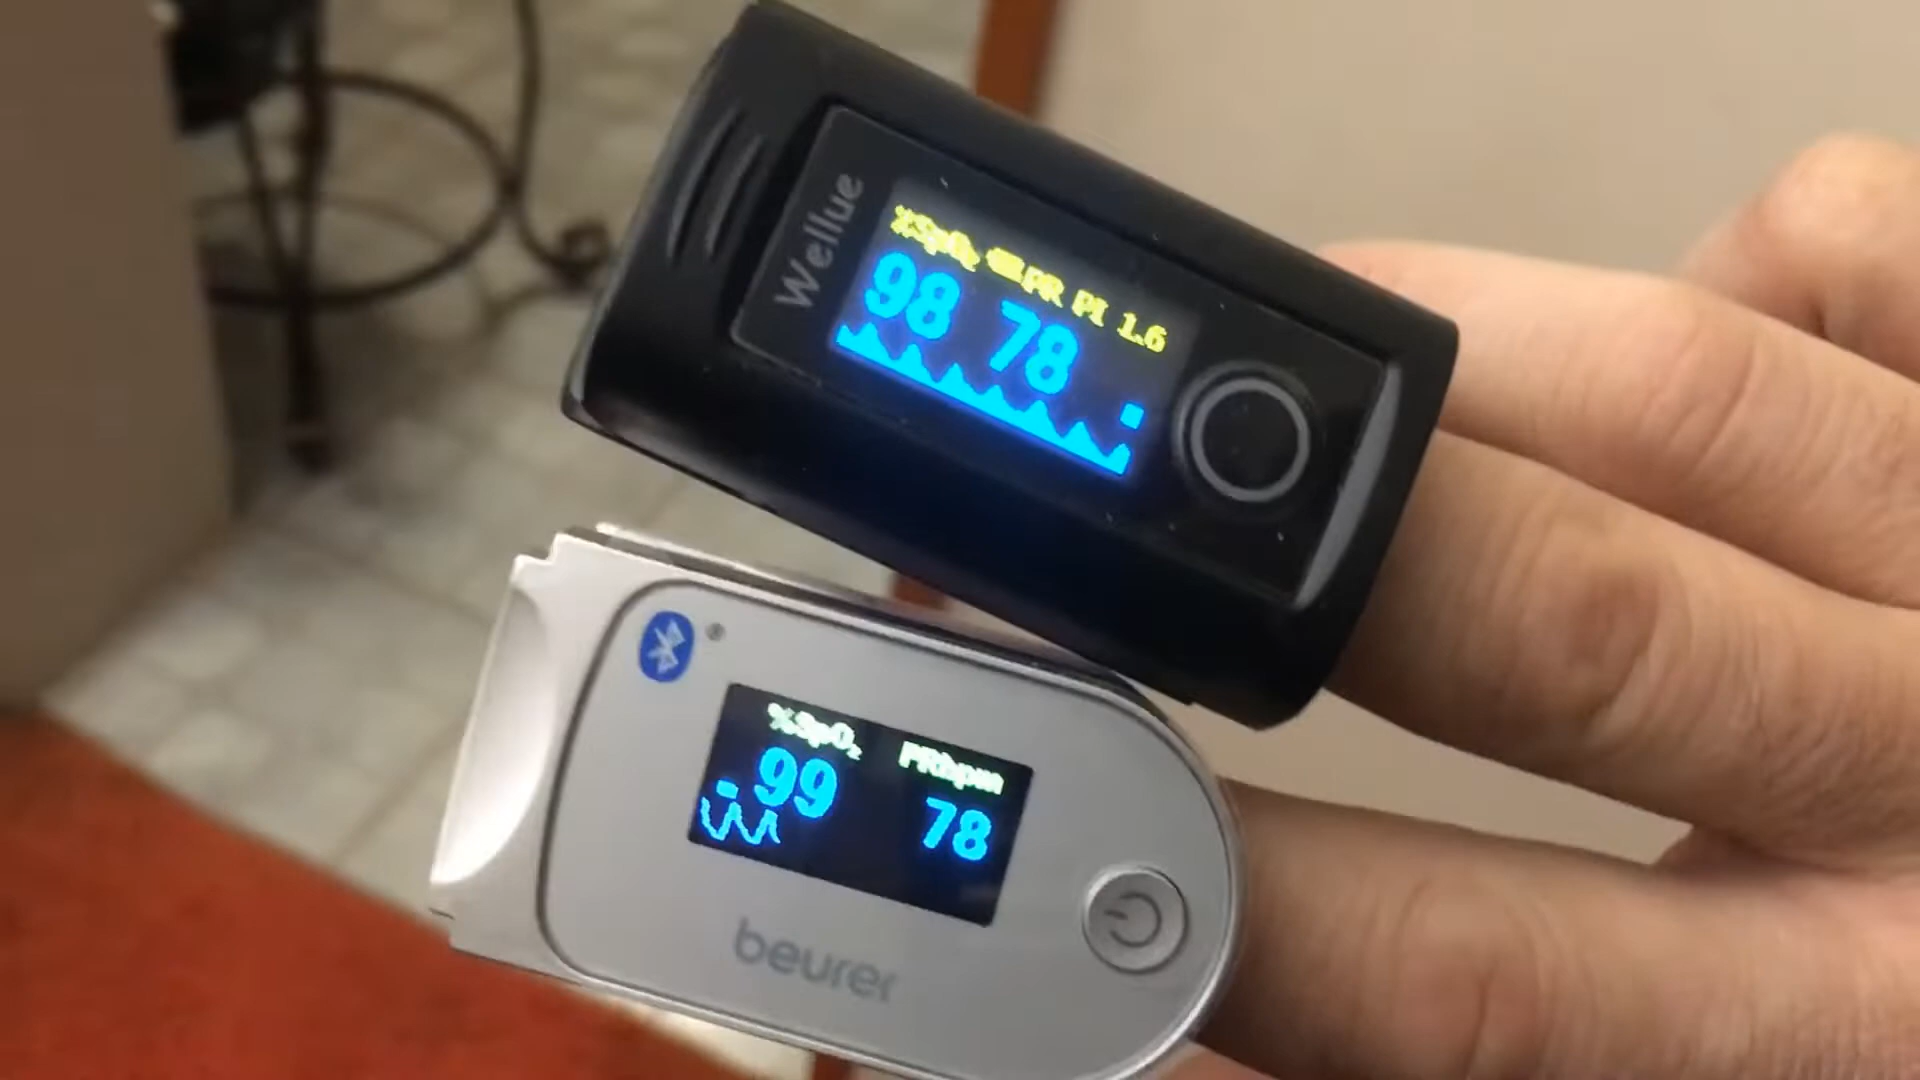 Wellue
%SpO₂ PR PI 1.6
98 78
%SpO₂ PRbpm
99 78
beurer